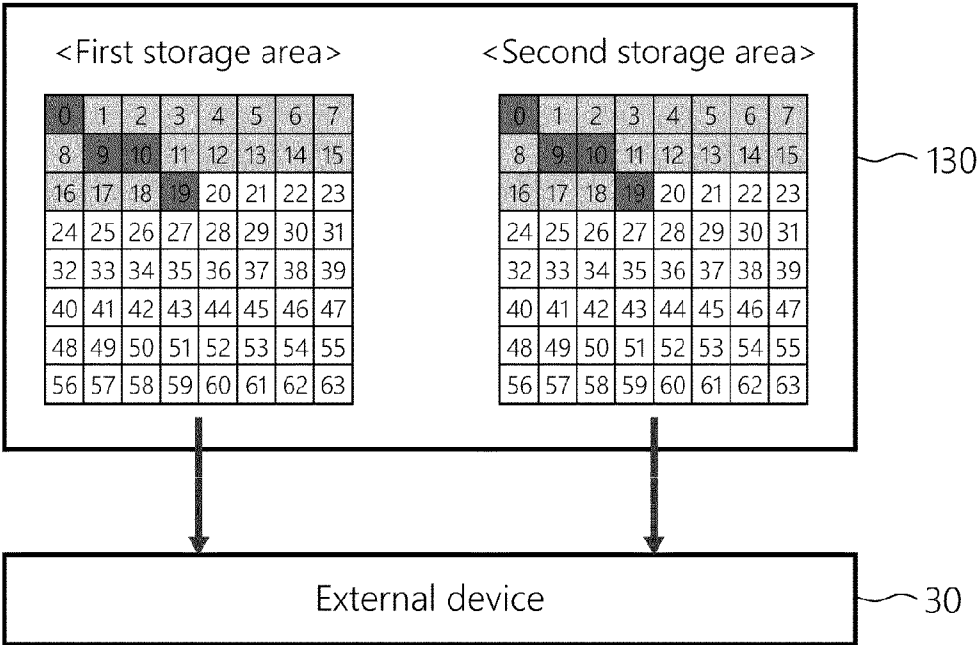 <First storage area> <Second storage area>
0 1 2 3 4 5 6 7 0 1 2 3 4 5 6 7
8 9 10 11 12 13 14 15 8 9 10 11 12 13 14 15
130
16 17 18 19 20 21 22 23 16 17 18 19 20 21 22 23
24 25 26 27 28 29 30 31 24 25 26 27 28 29 30 31
32 33 34 35 36 37 38 39 32 33 34 35 36 37 38 39
40 41 42 43 44 45 46 47 40 41 42 43 44 45 46 47
48 49 50 51 52 53 54 55 48 49 50 51 52 53 54 55
56 57 58 59 60 61 62 63 56 57 58 59 60 61 62 63
External device 30